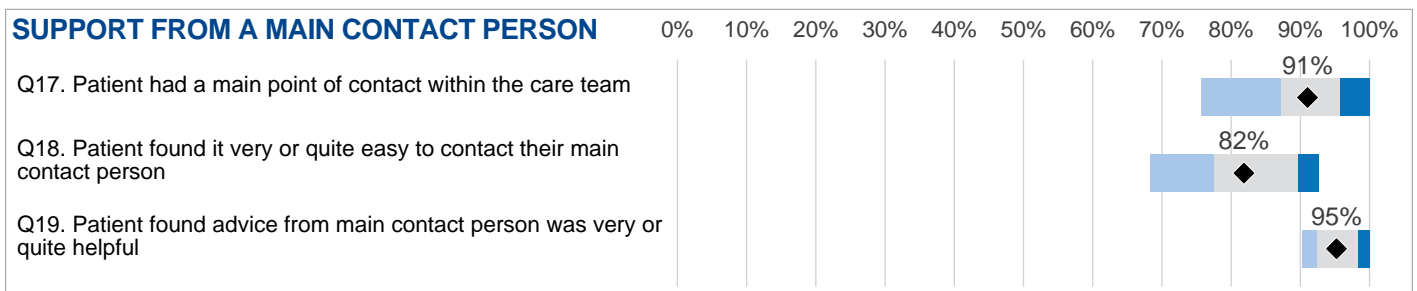 SUPPORT FROM A MAIN CONTACT PERSON 0% 10% 20% 30% 40% 50% 60% 70% 80% 90% 100%
91%
Q17. Patient had a main point of contact within the care team
82%
Q18. Patient found it very or quite easy to contact their main
contact person
95%
Q19. Patient found advice from main contact person was very or
quite helpful